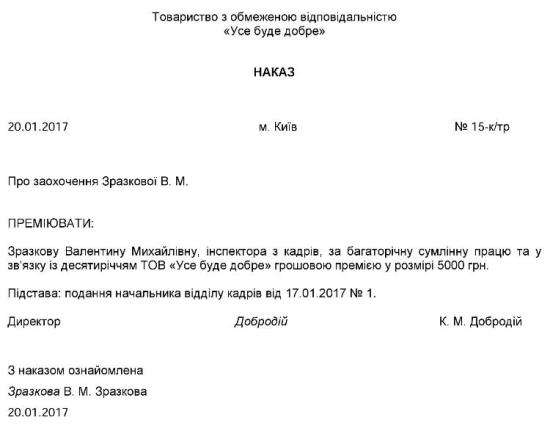 Товариство з обмеженою відповідальністю
«Усе буде добре»
НАКАЗ
20.01.2017 м. Київ № 15-к/тр
Про заохочення Зразкової В. М.
ПРЕМІЮВАТИ:
Зразкову Валентину Михайлівну, інспектора з кадрів, за багаторічну сумлінну працю та у
зв’язку із десятиріччям ТОВ «Усе буде добре» грошовою премією у розмірі 5000 грн.
Підстава: подання начальника відділу кадрів від 17.01.2017 № 1.
Директор Добродій К. М. Добродій
З наказом ознайомлена
Зразкова В. М. Зразкова
20.01.2017